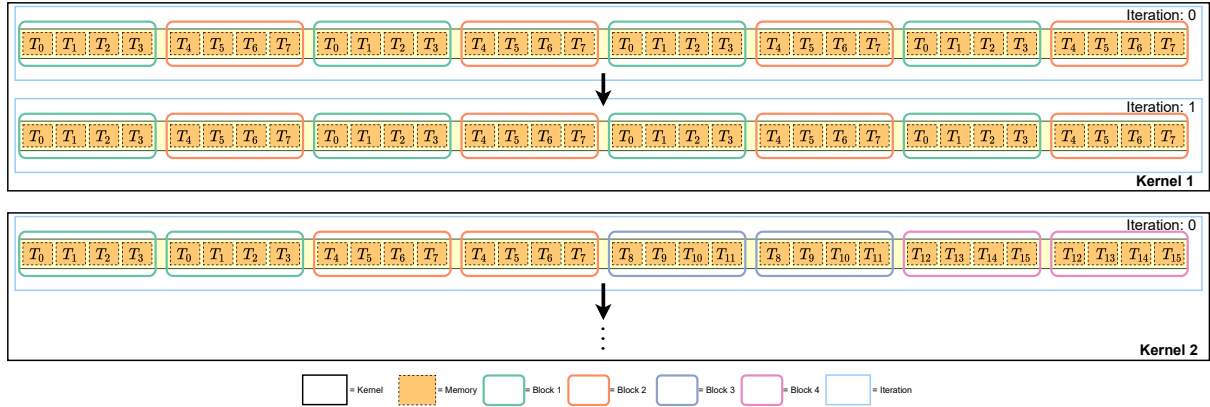 Iteration: 0
T0 T1 T2 T3 T4 T5 T6 T7 T0 T1 T2 T3 T4 T5 T6 T7 T0 T1 T2 T3 T4 T5 T6 T7 T0 T1 T2 T3 T4 T5 T6 T7
Iteration: 1
T0 T1 T2 T3 T4 T5 T6 T7 T0 T1 T2 T3 T4 T5 T6 T7 T0 T1 T2 T3 T4 T5 T6 T7 T0 T1 T2 T3 T4 T5 T6 T7
Kernel 1
Iteration: 0
T0 T1 T2 T3 T0 T1 T2 T3 T4 T5 T6 T7 T4 T5 T6 T7 T8 T9 T10 T11 T8 T9 T10 T11 T12 T13 T14 T15 T12 T13 T14 T15
Kernel 2
= Kernel = Memory = Block 1 = Block 2 = Block 3 = Block 4 = Iteration